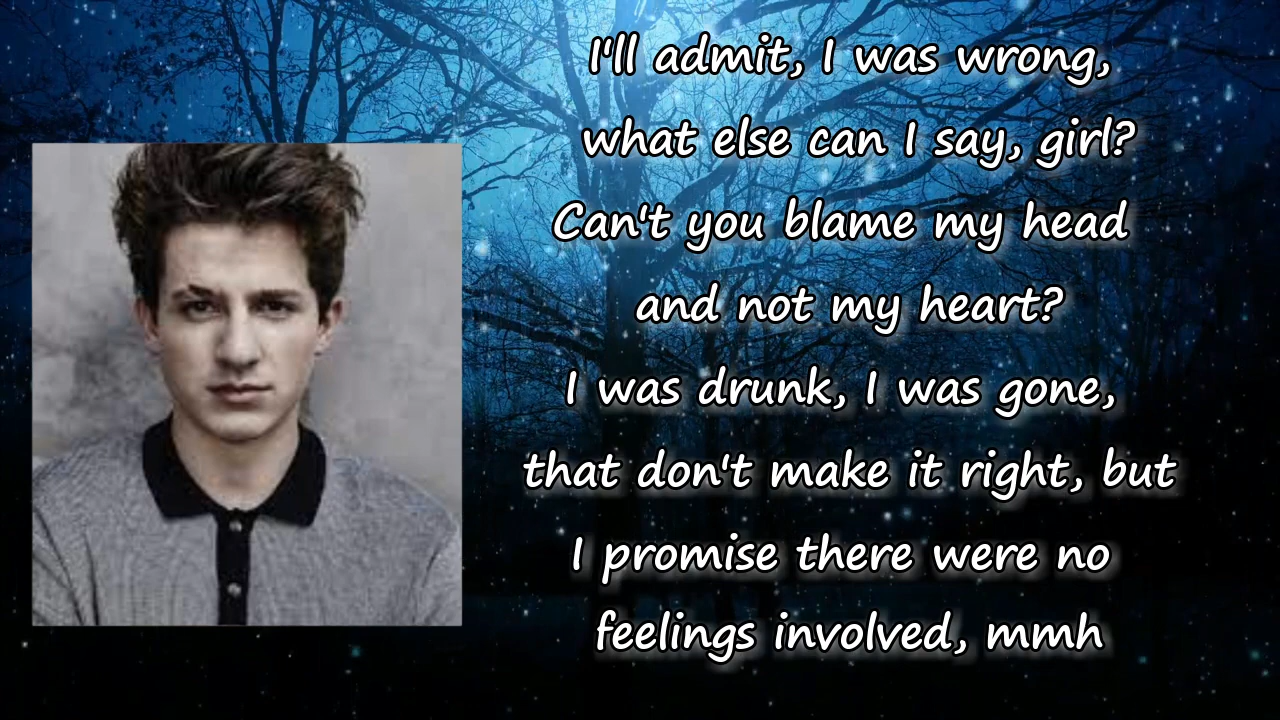 I'll admit, I was wrong,
what else can I say, girl?
Can't you blame my head
and not my heart?
I was drunk, I was gone,
that don't make it right, but
I promise there were no
feelings involved, mmh